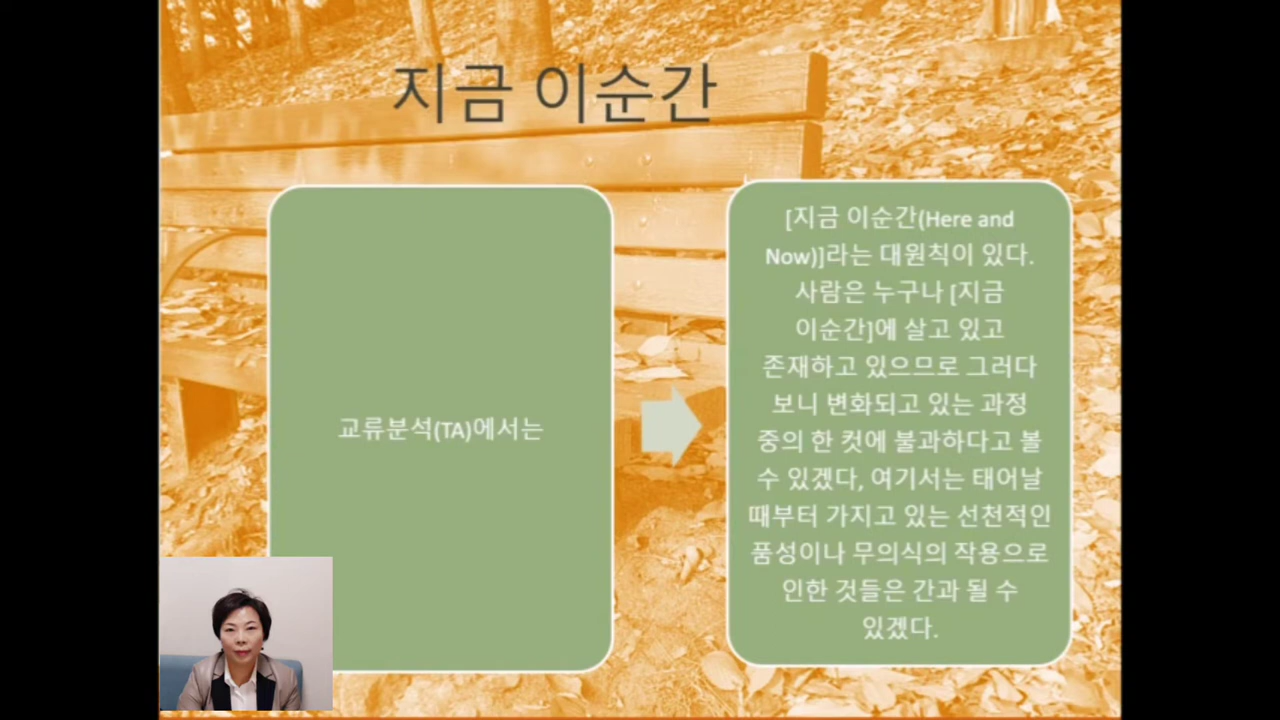 지금 이순간
교류분석(TA)에서는
[지금 이순간(Here and
Now)]라는 대원칙이 있다.
사람은 누구나 [지금
이순간]에 살고 있고
존재하고 있으므로 그러다
보니 변화되고 있는 과정
중의 한 컷에 불과하다고 볼
수 있겠다, 여기서는 태어날
때부터 가지고 있는 선천적인
품성이나 무의식의 작용으로
인한 것들은 간과 될 수
있겠다.